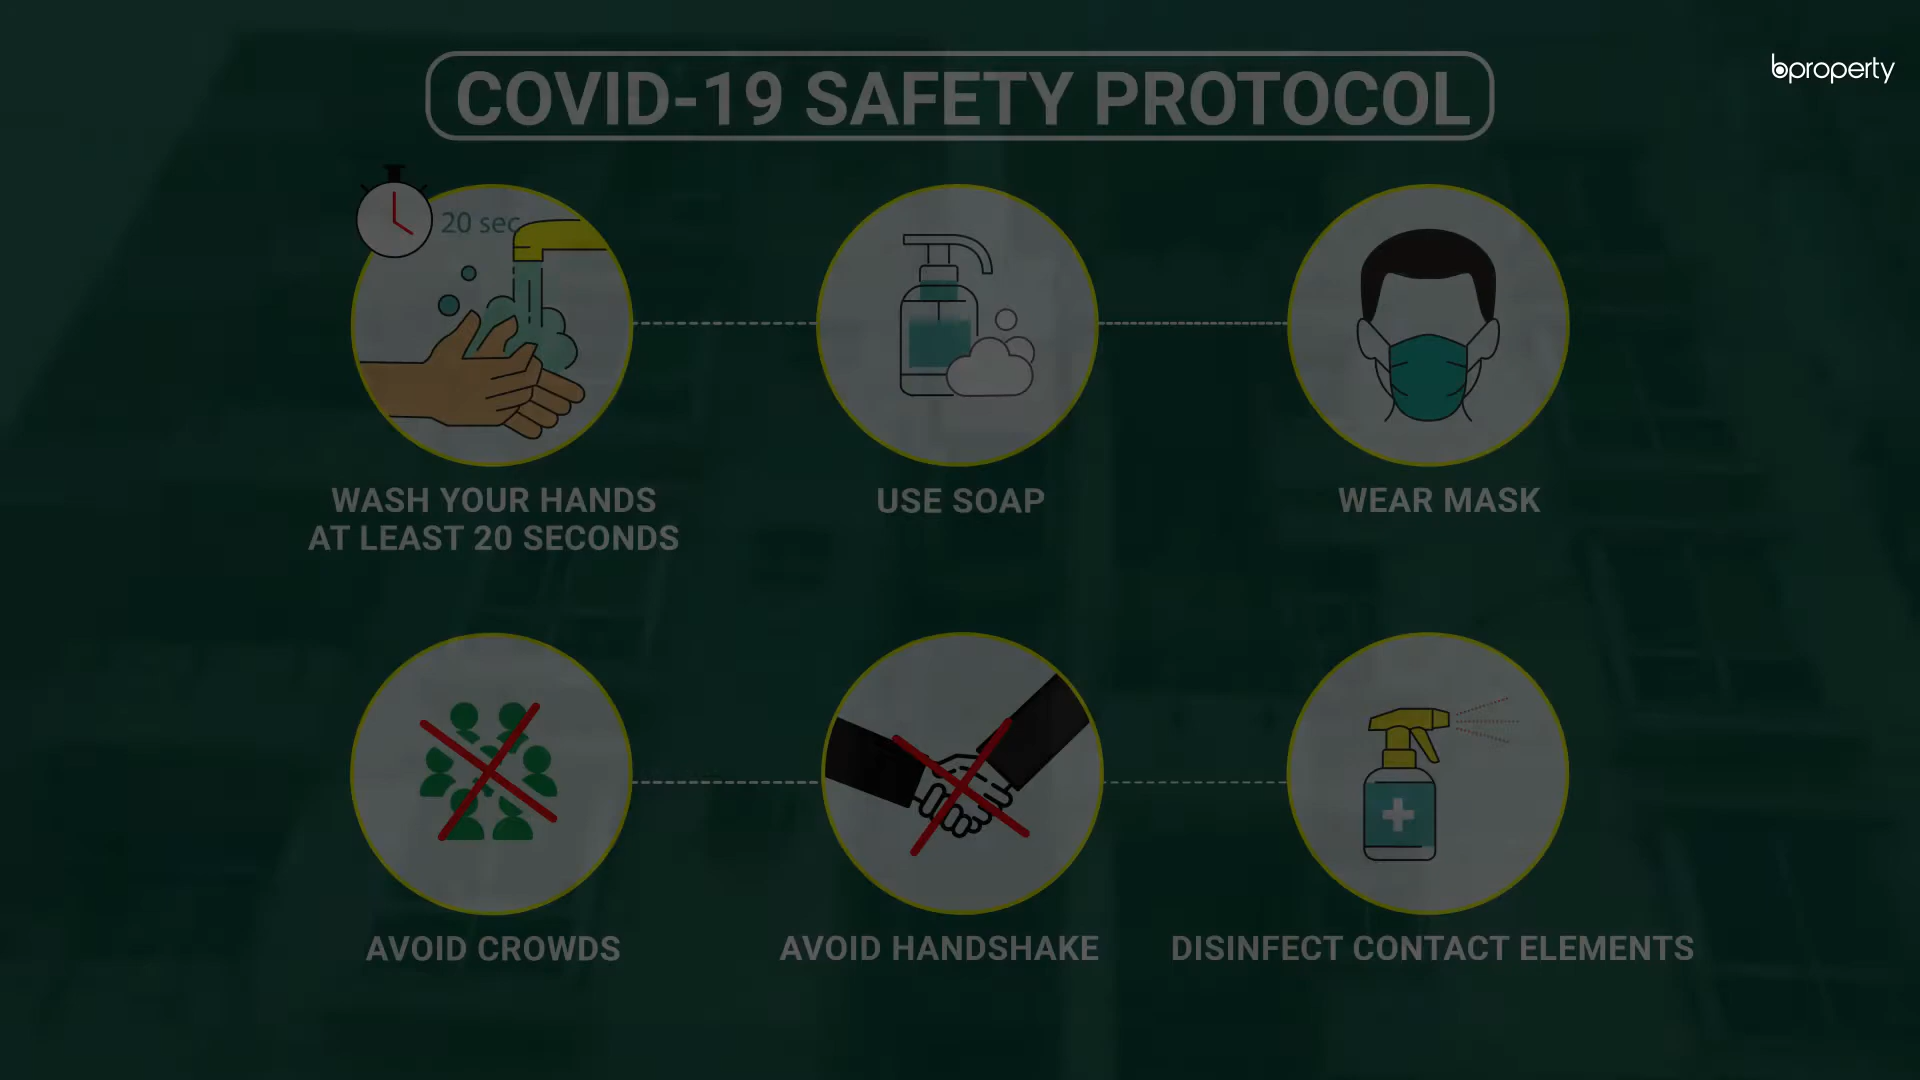 bproperty
COVID-19 SAFETY PROTOCOL
20 sec
WASH YOUR HANDS
AT LEAST 20 SECONDS
USE SOAP
WEAR MASK
AVOID CROWDS
AVOID HANDSHAKE
DISINFECT CONTACT ELEMENTS